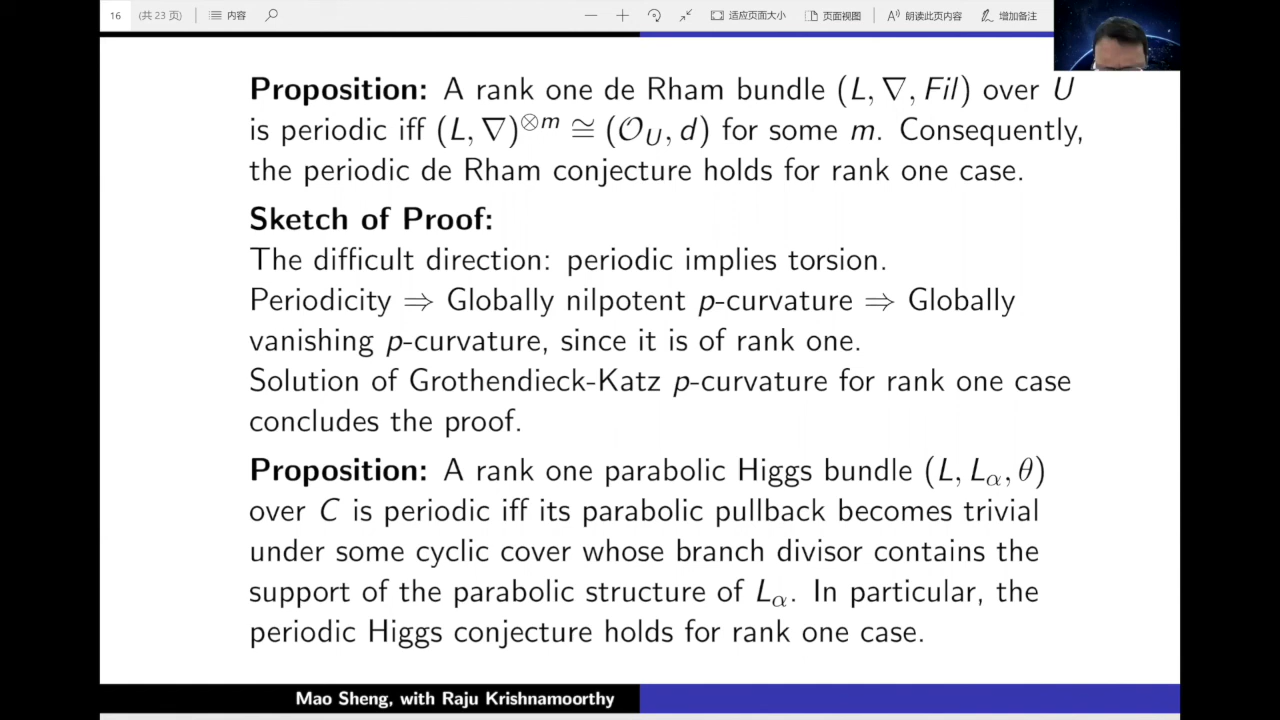 16 (共 23 页) 内容 适应页面大小 页面视图 朗读此页内容 增加备注
Proposition: A rank one de Rham bundle (L, ∇, Fil) over U
is periodic iff (L, ∇)^{⊗m} ≅ (𝒪_U, d) for some m. Consequently,
the periodic de Rham conjecture holds for rank one case.
Sketch of Proof:
The difficult direction: periodic implies torsion.
Periodicity ⇒ Globally nilpotent p-curvature ⇒ Globally
vanishing p-curvature, since it is of rank one.
Solution of Grothendieck-Katz p-curvature for rank one case
concludes the proof.
Proposition: A rank one parabolic Higgs bundle (L, L_α, θ)
over C is periodic iff its parabolic pullback becomes trivial
under some cyclic cover whose branch divisor contains the
support of the parabolic structure of L_α. In particular, the
periodic Higgs conjecture holds for rank one case.
Mao Sheng, with Raju Krishnamoorthy